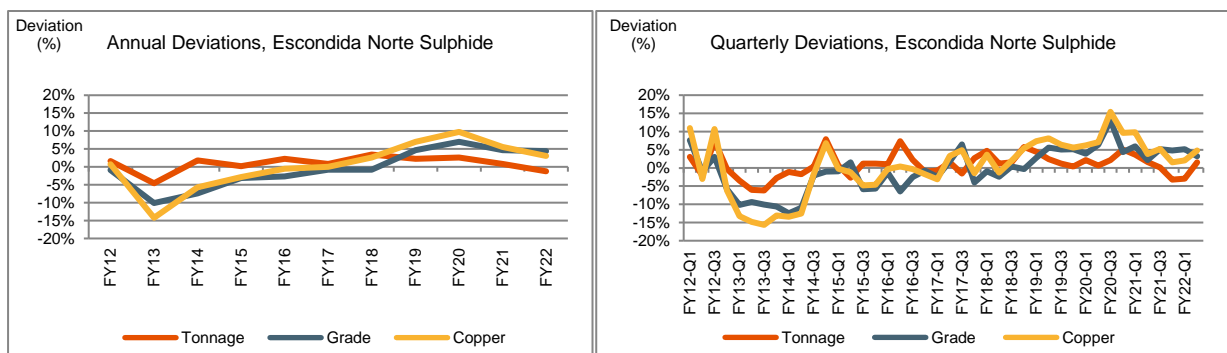 Deviation
(%)
Annual Deviations, Escondida Norte Sulphide
20%
15%
10%
5%
0%
-5%
-10%
-15%
-20%
FY12
FY13
FY14
FY15
FY16
FY17
FY18
FY19
FY20
FY21
FY22
Tonnage Grade Copper
Deviation
(%)
Quarterly Deviations, Escondida Norte Sulphide
20%
15%
10%
5%
0%
-5%
-10%
-15%
-20%
FY12-Q1
FY12-Q3
FY13-Q1
FY13-Q3
FY14-Q1
FY14-Q3
FY15-Q1
FY15-Q3
FY16-Q1
FY16-Q3
FY17-Q1
FY17-Q3
FY18-Q1
FY18-Q3
FY19-Q1
FY19-Q3
FY20-Q1
FY20-Q3
FY21-Q1
FY21-Q3
FY22-Q1
Tonnage Grade Copper